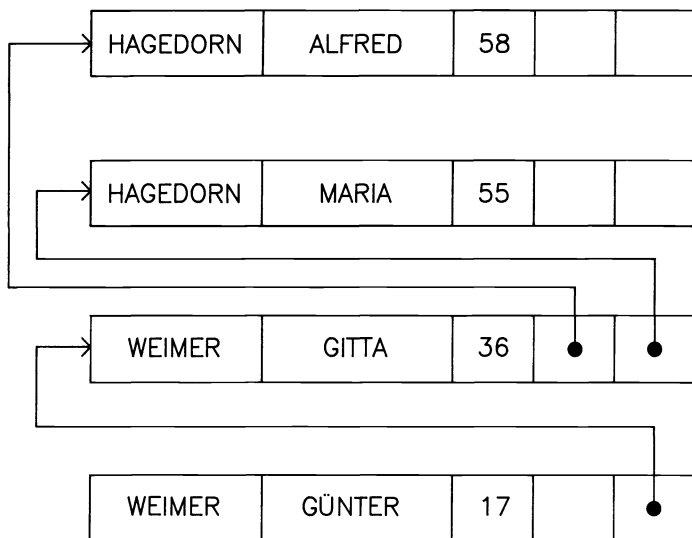 HAGEDORN ALFRED 58
HAGEDORN MARIA 55
WEIMER GITTA 36
WEIMER GÜNTER 17